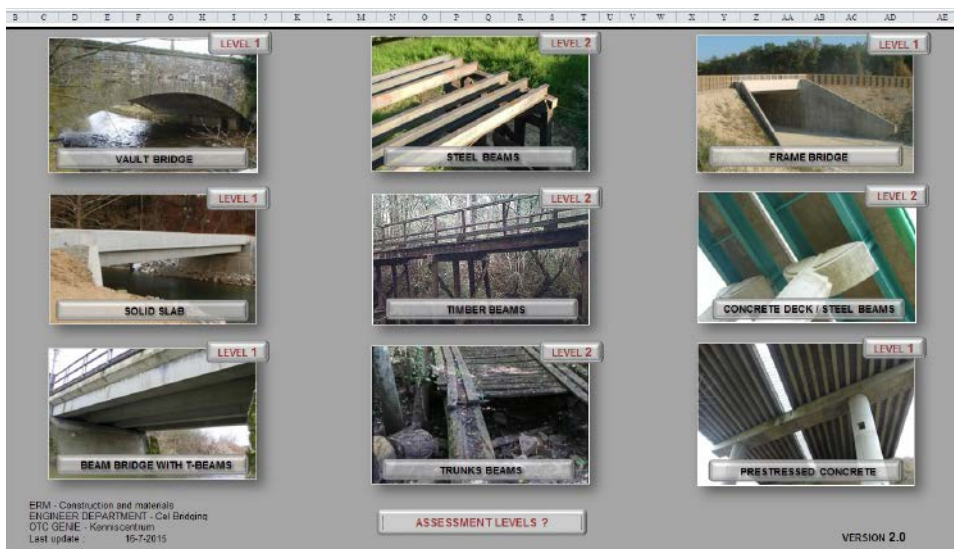 B C D E F G H I J K L M N O P Q R S T U V W X Y Z AA AB AC AD AE
LEVEL 1
VAULT BRIDGE
LEVEL 2
STEEL BEAMS
LEVEL 1
FRAME BRIDGE
LEVEL 1
SOLID SLAB
TIMBER BEAMS
LEVEL 2
CONCRETE DECK / STEEL BEAMS
LEVEL 1
BEAM BRIDGE WITH T-BEAMS
LEVEL 2
TRUNKS BEAMS
LEVEL 1
PRESTRESSED CONCRETE
ERM - Construction and materials
ENGINEER DEPARTMENT - Cel Bridging
OTC GENIE - Kenniscentrum
Last update : 16-7-2015
ASSESSMENT LEVELS ?
VERSION 2.0